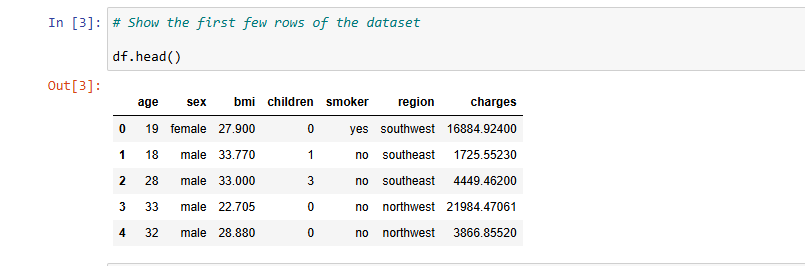 In [3]: # Show the first few rows of the dataset
df.head()
Out[3]:
age sex bmi children smoker region charges
0 19 female 27.900 0 yes southwest 16884.92400
1 18 male 33.770 1 no southeast 1725.55230
2 28 male 33.000 3 no southeast 4449.46200
3 33 male 22.705 0 no northwest 21984.47061
4 32 male 28.880 0 no northwest 3866.85520